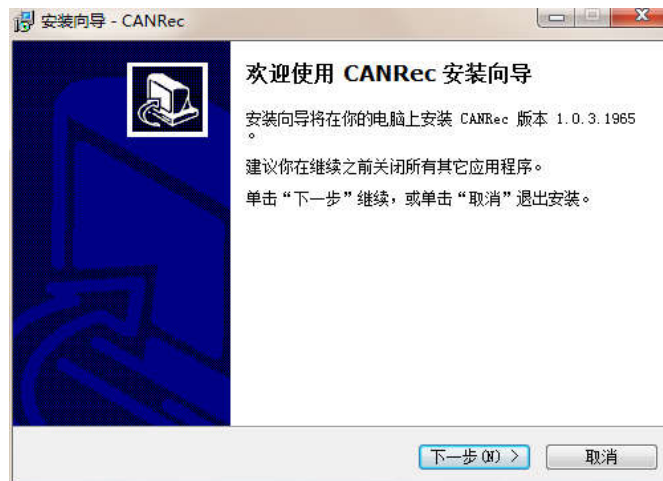 安装向导 - CANRec
欢迎使用 CANRec 安装向导
安装向导将在你的电脑上安装 CANRec 版本 1.0.3.1965
。
建议你在继续之前关闭所有其它应用程序。
单击“下一步”继续，或单击“取消”退出安装。
下一步(N) >
取消